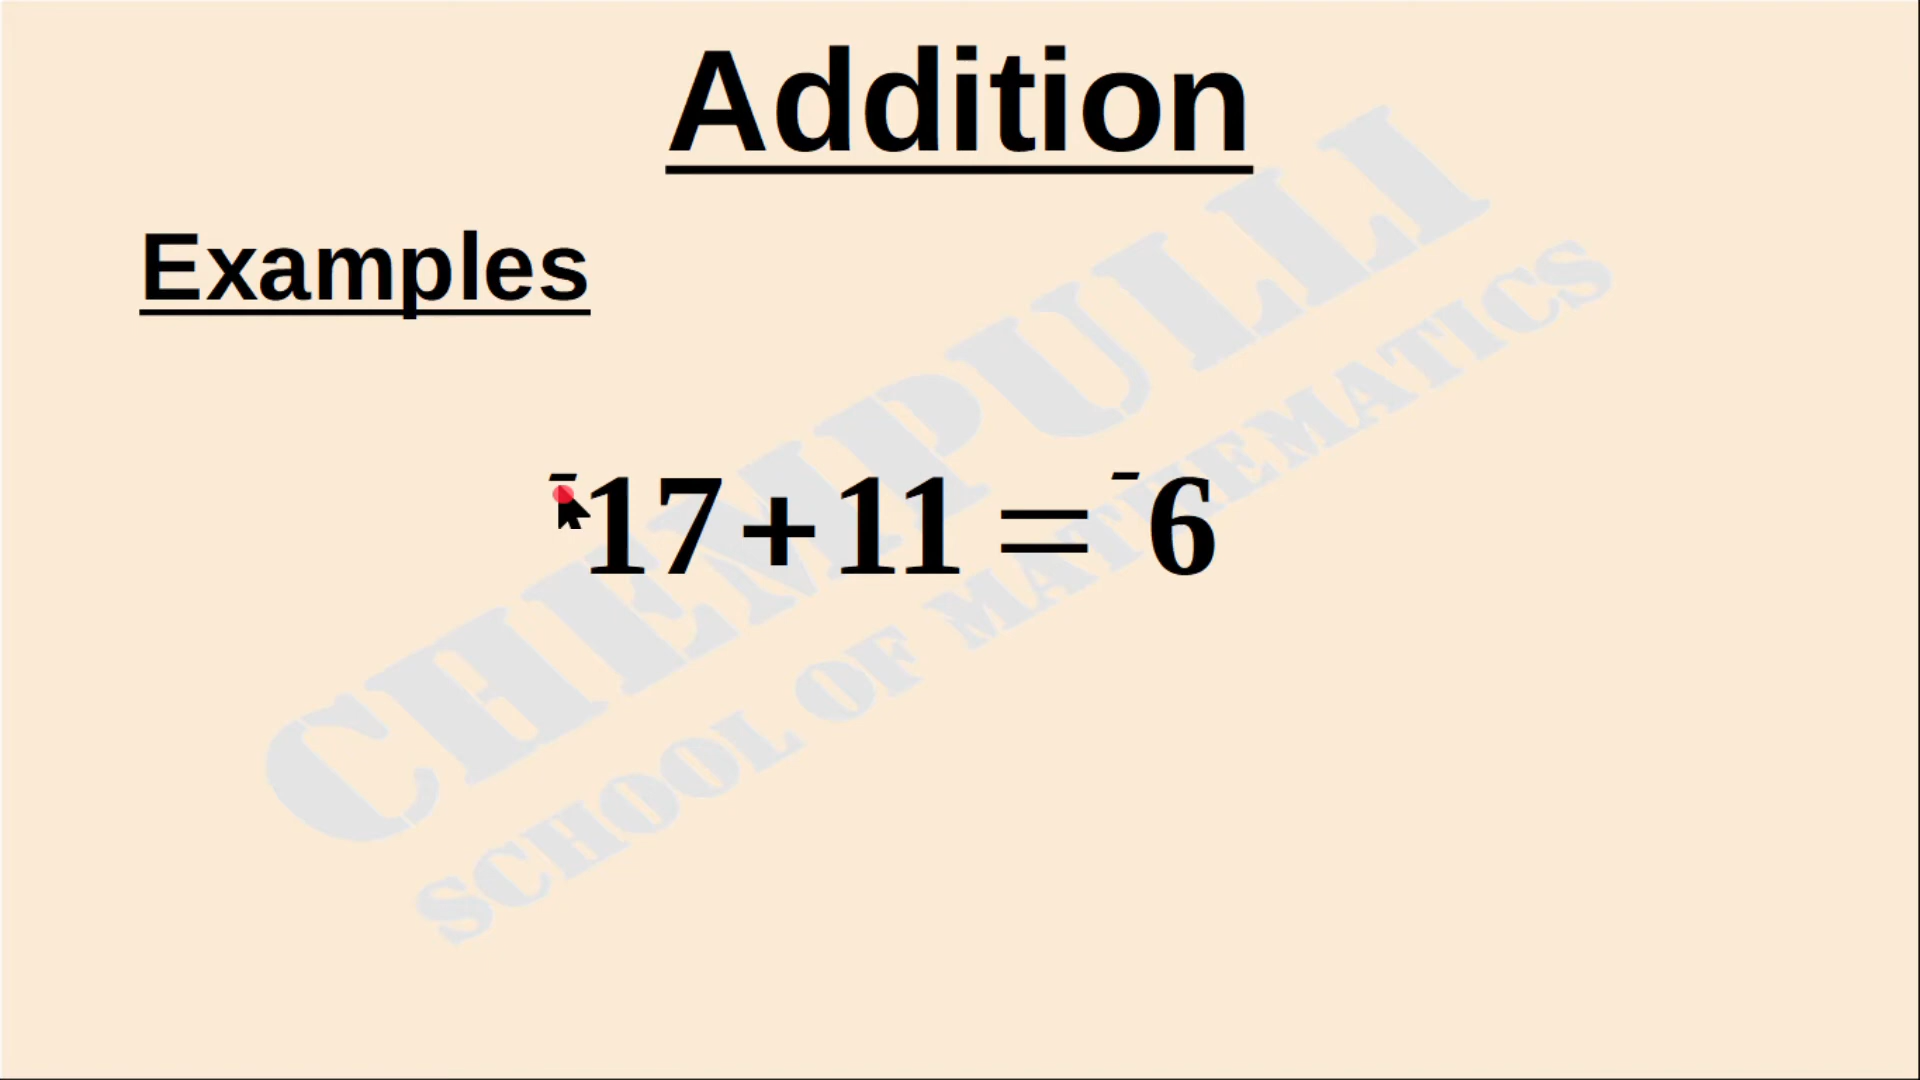 Addition
Examples
⁻17+11 = ⁻6
CHEMPULLI
SCHOOL OF MATHEMATICS